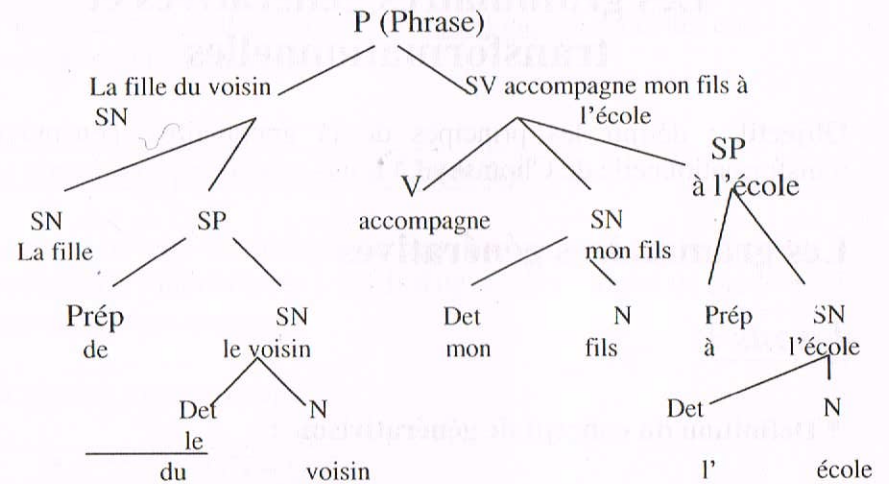 P (Phrase)
La fille du voisin
SV accompagne mon fils à
SN
l'école
SP
à l'école
V
SN
SP
accompagne
SN
La fille
mon fils
Prép
SN
Det
N
Prép
SN
de
le voisin
mon
fils
à
l'école
Det
N
Det
N
le
du
voisin
l'
école